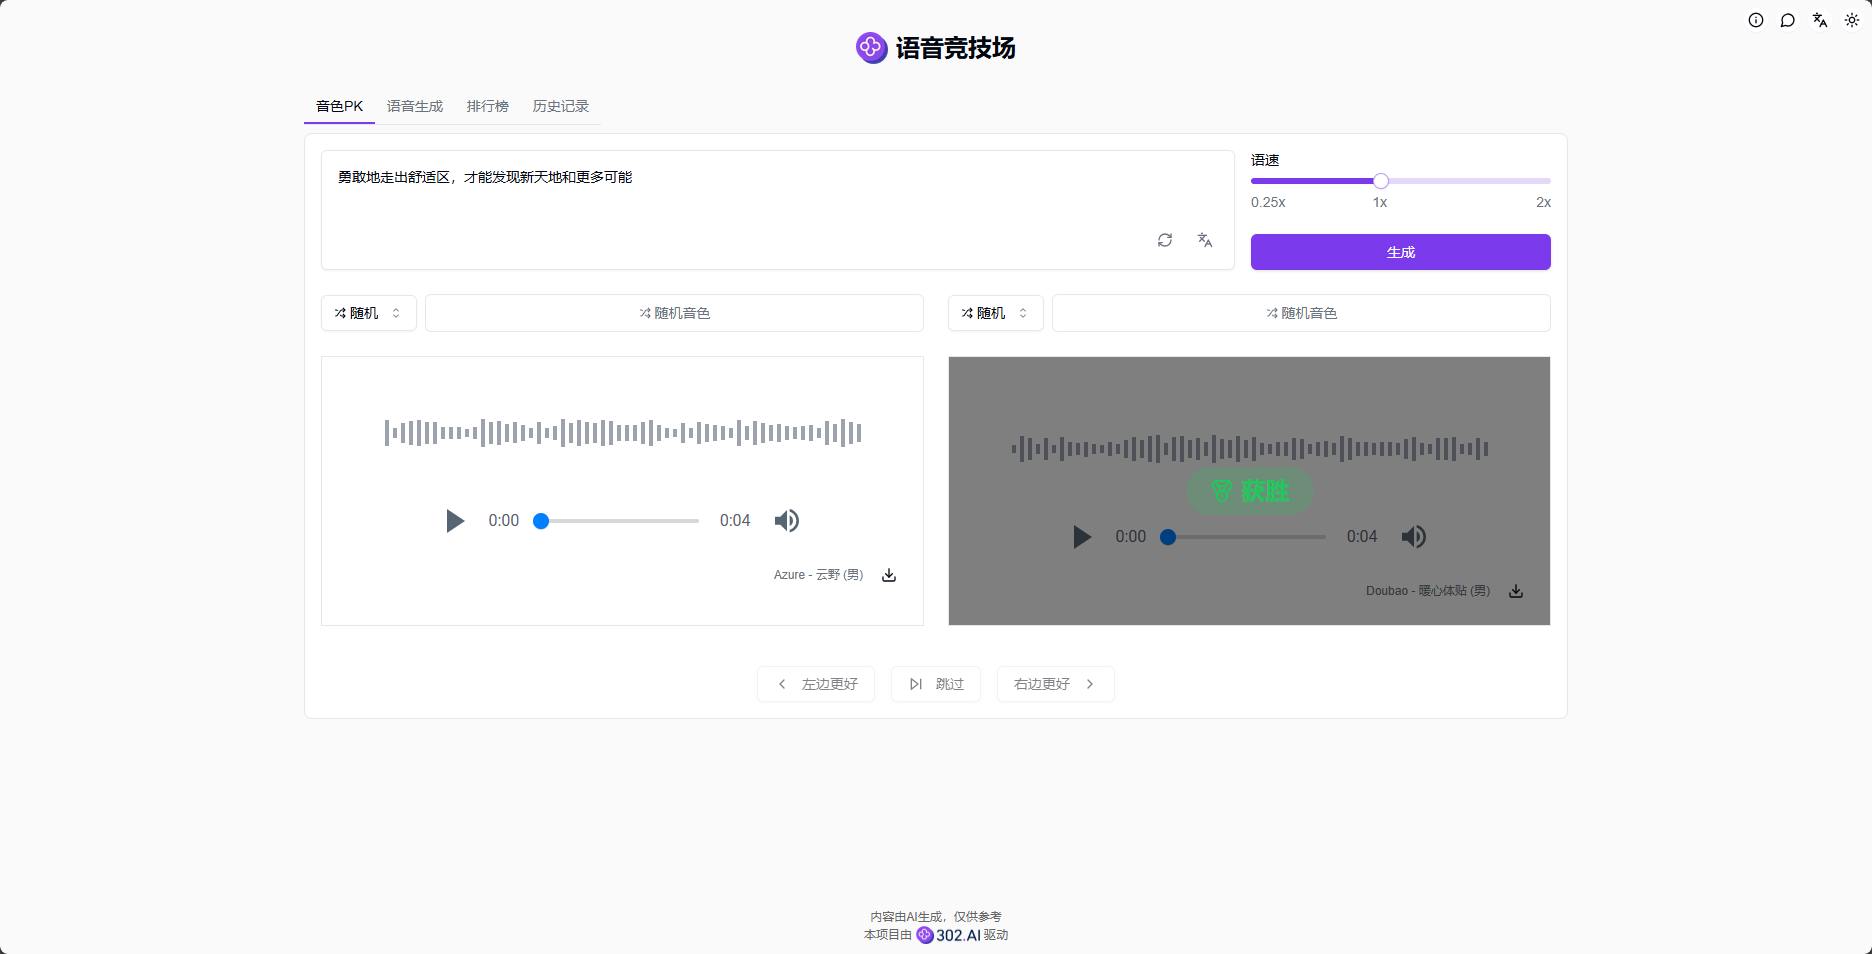 语音竞技场
音色PK 语音生成 排行榜 历史记录
勇敢地走出舒适区，才能发现新天地和更多可能
语速
0.25x 1x 2x
生成
随机 随机音色
随机 随机音色
0:00 0:04
Azure - 云野 (男)
获胜
0:00 0:04
Doubao - 暖心体贴 (男)
左边更好 跳过 右边更好
内容由AI生成，仅供参考
本项目由 302.AI 驱动